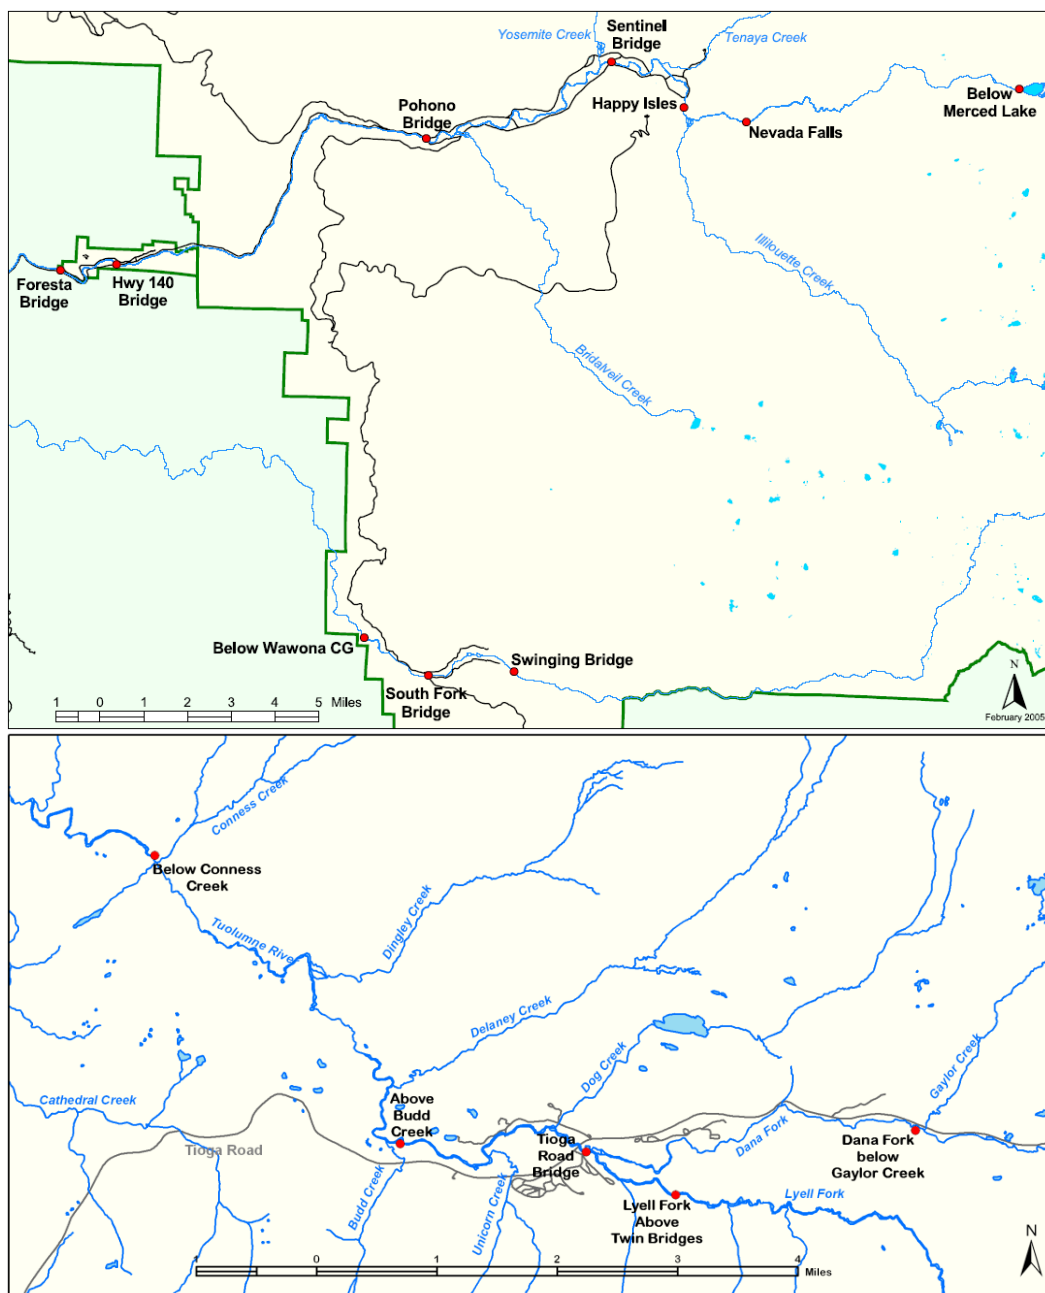 Yosemite Creek
Sentinel
Bridge
Tenaya Creek
Pohono
Bridge
Happy Isles
Below
Merced Lake
Nevada Falls
Illilouette Creek
Foresta
Bridge
Hwy 140
Bridge
Bridalveil Creek
Below Wawona CG
Swinging Bridge
South Fork
Bridge
1 0 1 2 3 4 5 Miles
N
February 2005
Conness Creek
Below Conness
Creek
Tuolumne River
Dingley Creek
Delaney Creek
Dog Creek
Gaylor Creek
Cathedral Creek
Above
Budd
Creek
Tioga Road
Tioga
Road
Bridge
Dana Fork
Dana Fork
below
Gaylor Creek
Budd Creek
Unicorn Creek
Lyell Fork
Lyell Fork
Above
Twin Bridges
N
1 0 1 2 3 4
Miles